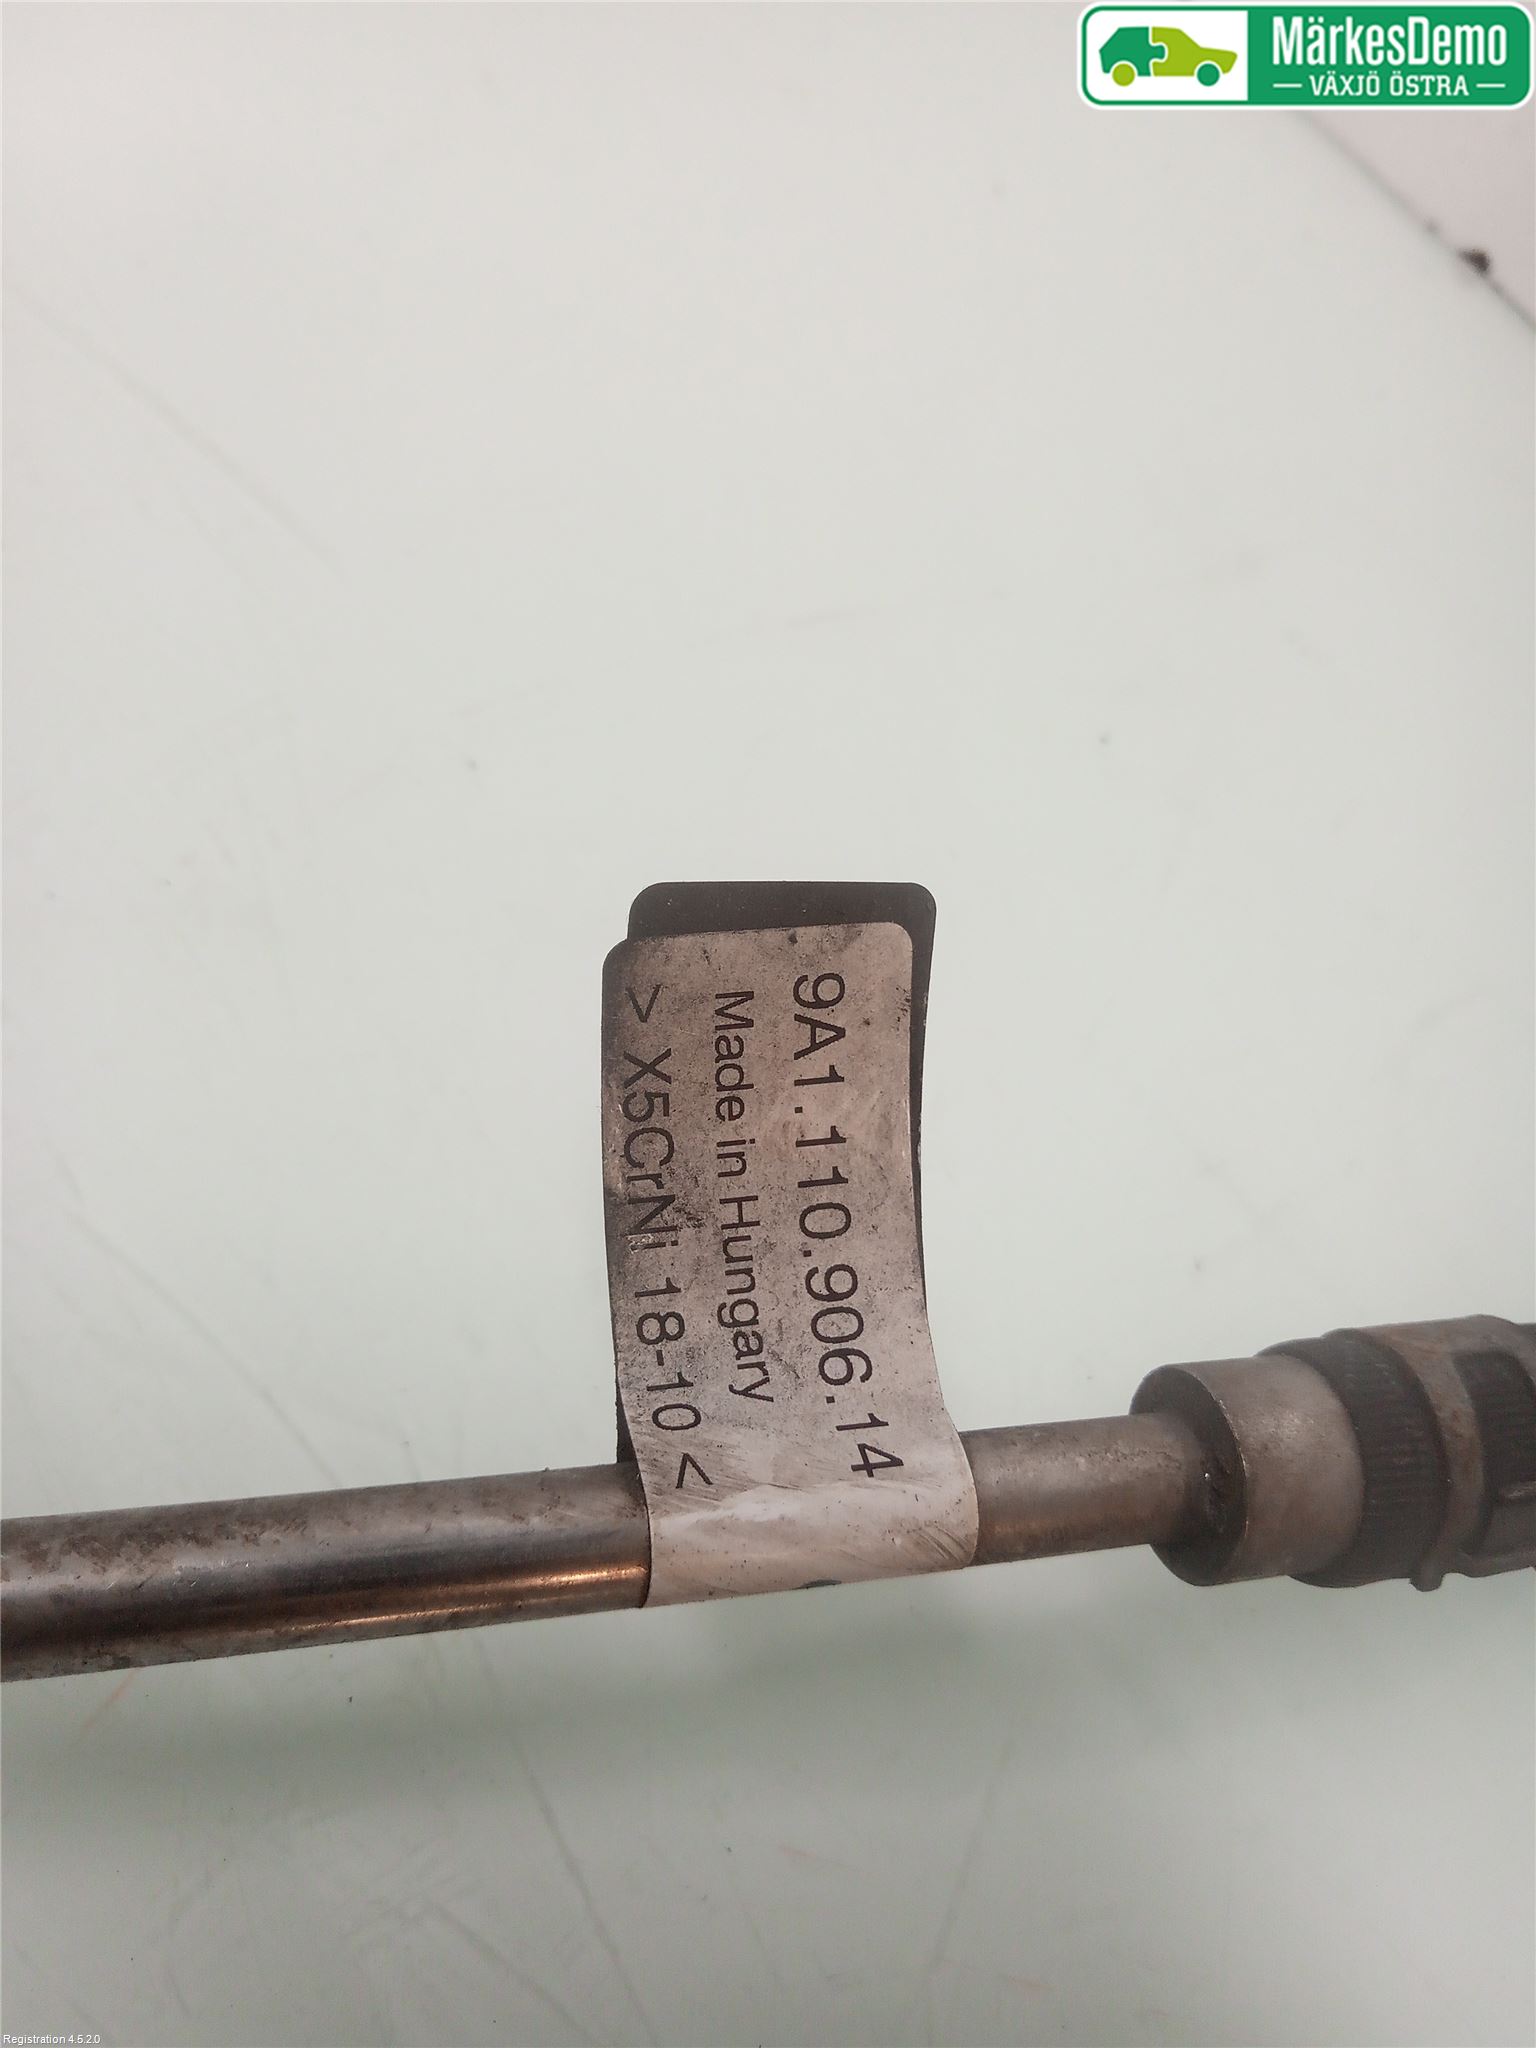 MärkesDemo
— VÄXJÖ ÖSTRA —
9A1.110.906.14
Made in Hungary
> X5CrNi 18-10 <
Registration 4.5.2.0